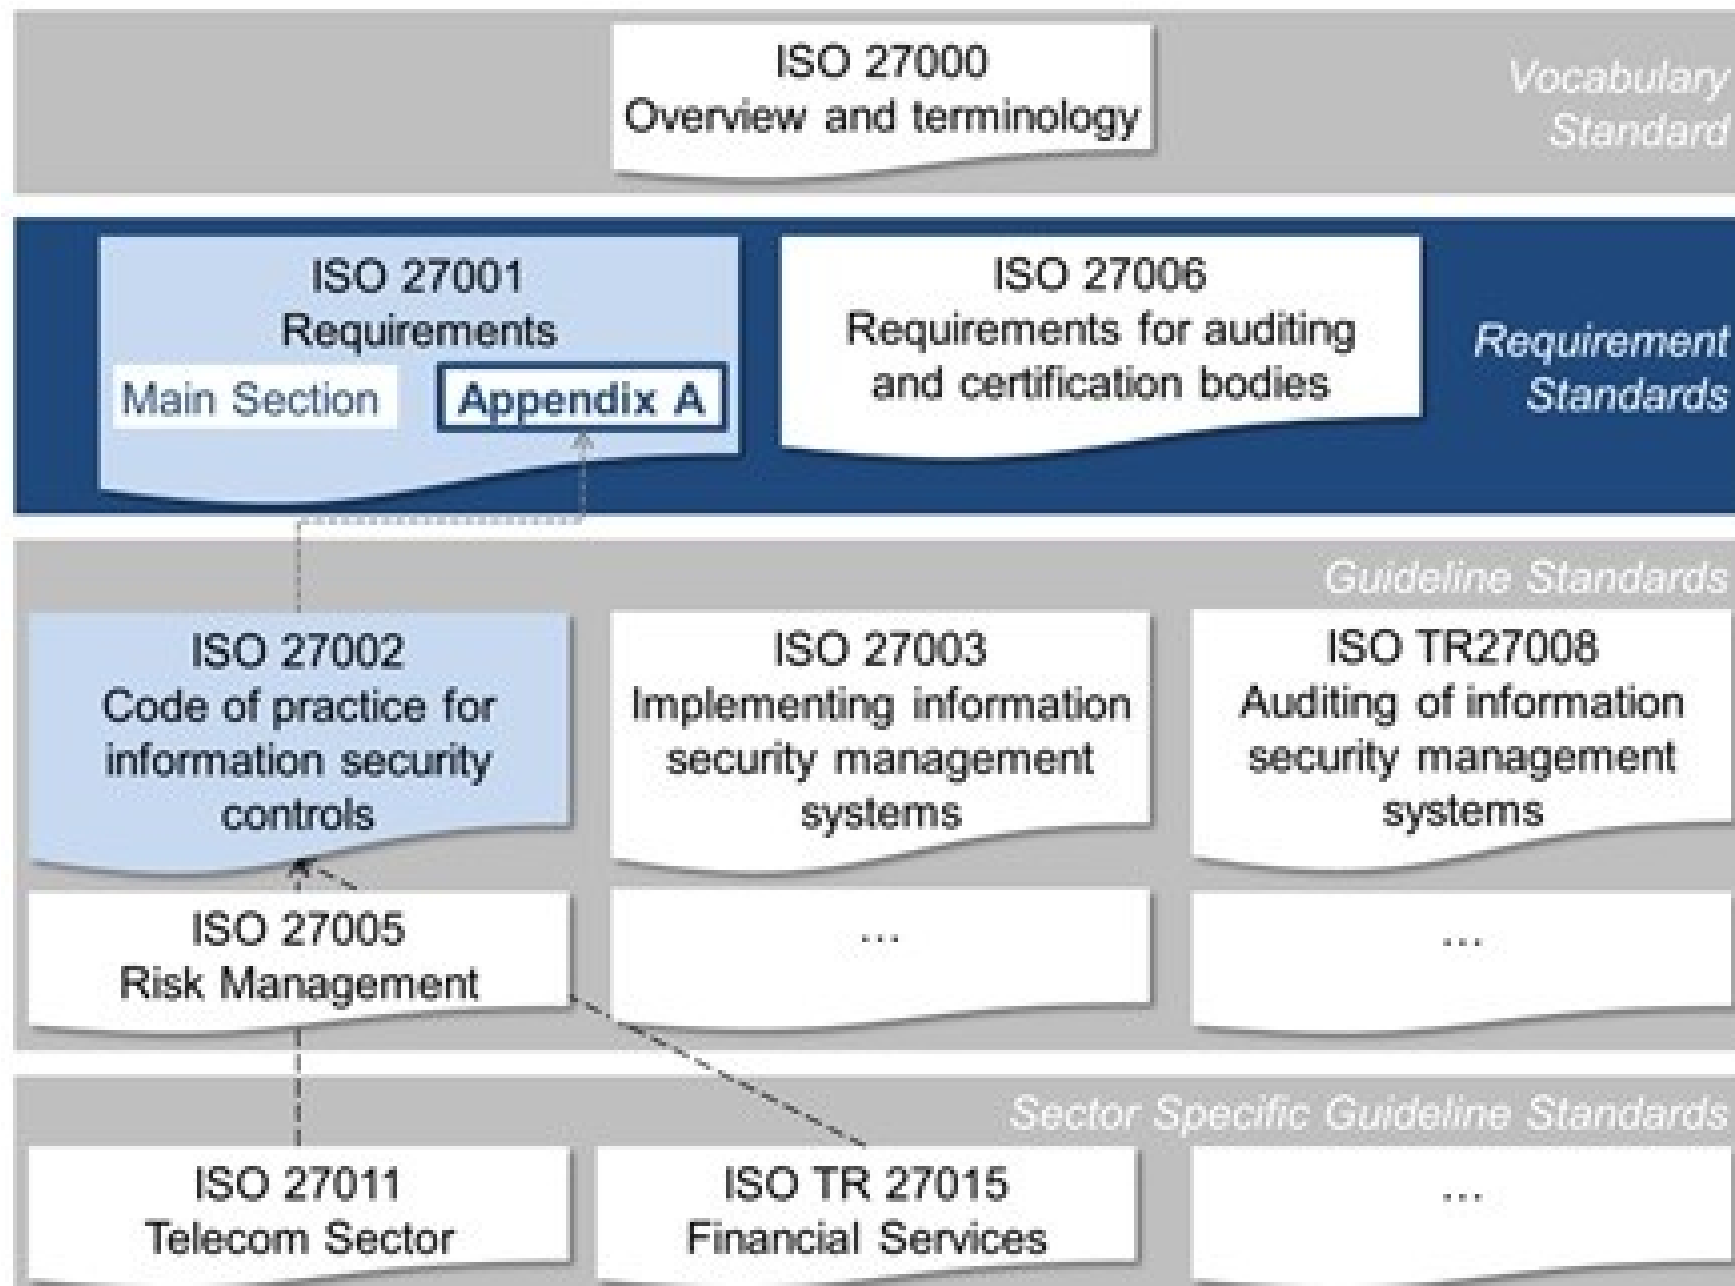 ISO 27000
Overview and terminology
Vocabulary
Standard
ISO 27001
Requirements
Main Section
Appendix A
ISO 27006
Requirements for auditing
and certification bodies
Requirement
Standards
Guideline Standards
ISO 27002
Code of practice for
information security
controls
ISO 27003
Implementing information
security management
systems
ISO TR27008
Auditing of information
security management
systems
ISO 27005
Risk Management
...
...
Sector Specific Guideline Standards
ISO 27011
Telecom Sector
ISO TR 27015
Financial Services
...